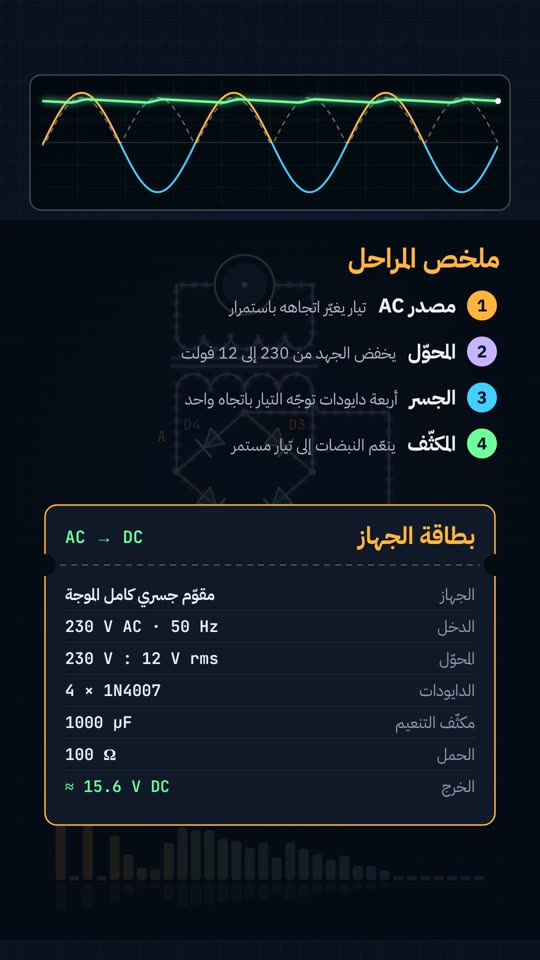 ملخص المراحل
1 مصدر AC تيار يغيّر اتجاهه باستمرار
2 المحوّل يخفض الجهد من 230 إلى 12 فولت
3 الجسر أربعة دايودات توجّه التيار باتجاه واحد
D4 D3
A
4 المكثّف ينعّم النبضات إلى تيار مستمر
بطاقة الجهاز AC → DC
الجهاز مقوّم جسري كامل الموجة
الدخل 230 V AC · 50 Hz
المحوّل 230 V : 12 V rms
الدايودات 4 × 1N4007
مكثّف التنعيم 1000 µF
الحمل 100 Ω
الخرج ≈ 15.6 V DC